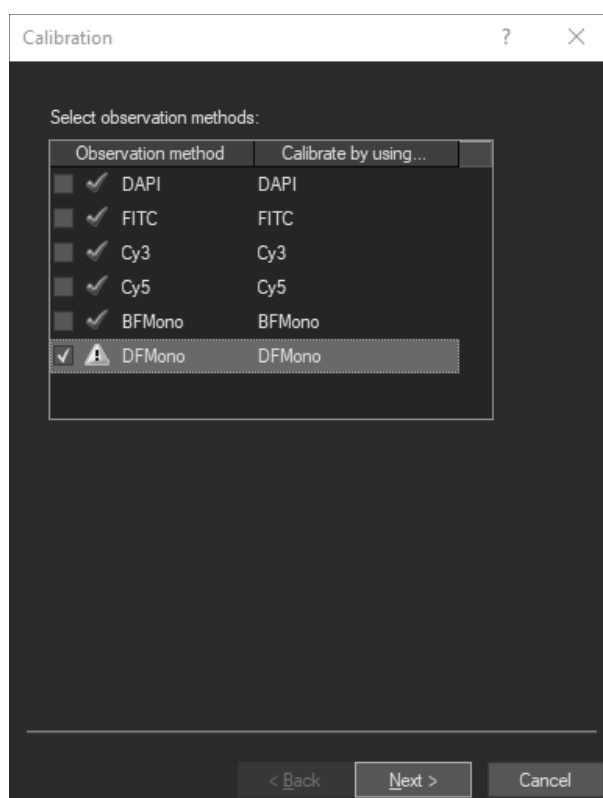 Calibration ?
Select observation methods:
Observation method Calibrate by using...
DAPI DAPI
FITC FITC
Cy3 Cy3
Cy5 Cy5
BFMono BFMono
DFMono DFMono
< Back Next > Cancel